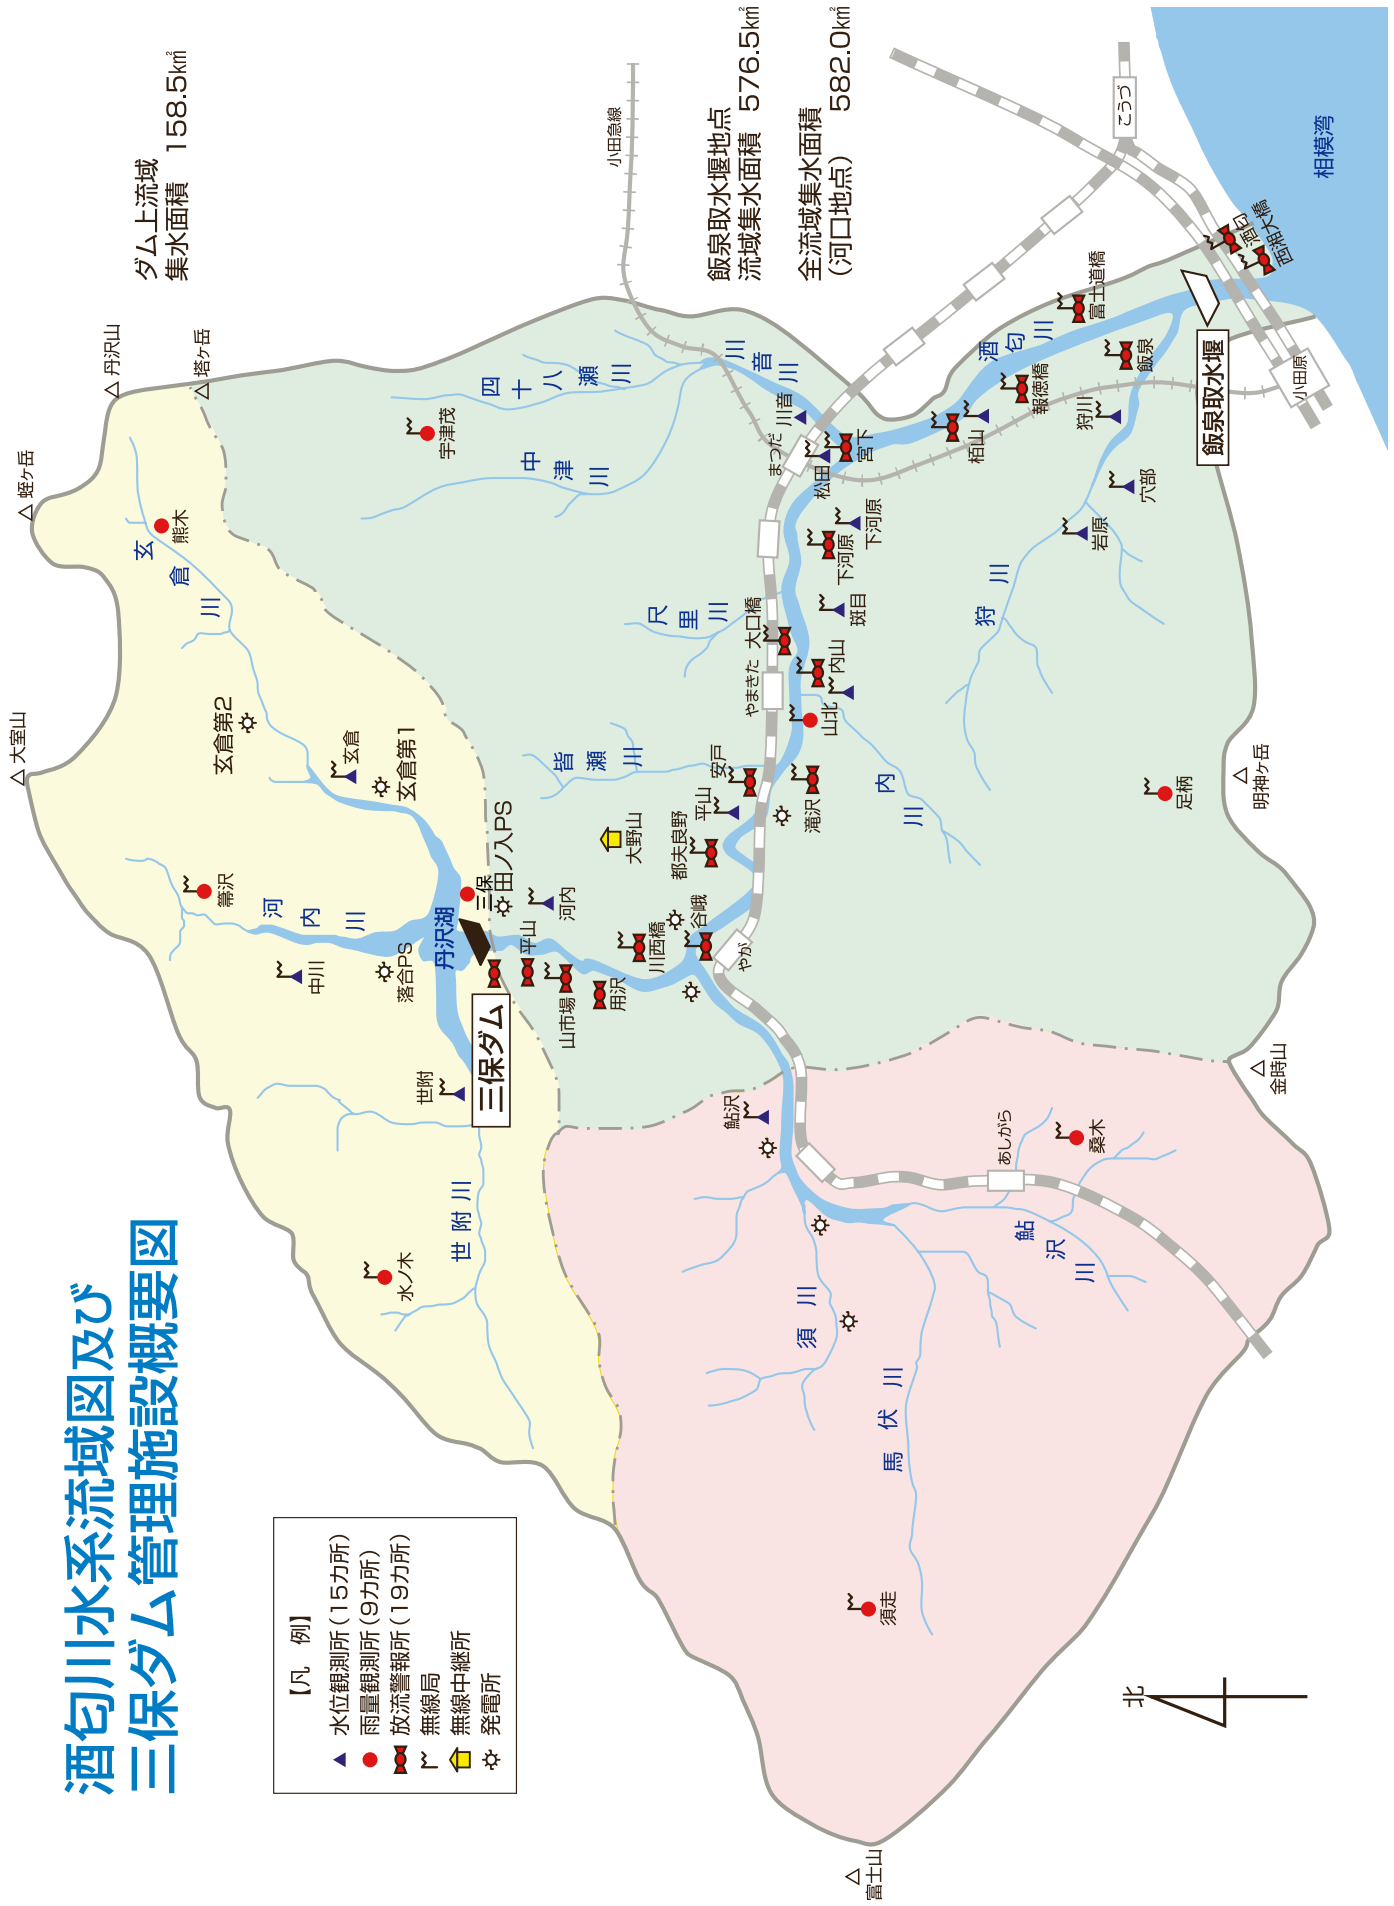 酒匂川水系流域図及び
三保ダム管理施設概要図
【凡　例】
水位観測所（15カ所）
雨量観測所（9カ所）
放流警報所（19カ所）
無線局
無線中継所
発電所
ダム上流域
集水面積　158.5km²
飯泉取水堰地点
流域集水面積　576.5km²
全流域集水面積
（河口地点）　582.0km²
大室山
蛭ヶ岳
丹沢山
塔ヶ岳
富士山
金時山
明神ヶ岳
北
相模湾
小田急線
こうづ
小田原
まつだ
やまきた
やが
あしがら
三保ダム
飯泉取水堰
丹沢湖
玄倉川
河内川
世附川
四十八瀬川
中津川
川音川
尺里川
皆瀬川
内川
狩川
酒匂川
鮎沢川
須川
馬伏川
熊木
玄倉第2
玄倉
玄倉第1
箒沢
中川
落合PS
三保
田ノ入PS
世附
水ノ木
宇津茂
大野山
河内
平山
山市場
用沢
川西橋
谷峨
都夫良野
平山
安戸
滝沢
山北
内山
大口橋
斑目
下河原
下河原
松田
川音
宮下
栢山
報徳橋
富士道橋
飯泉
狩川
穴部
岩原
足柄
酒匂
西湘大橋
鮎沢
桑木
須走